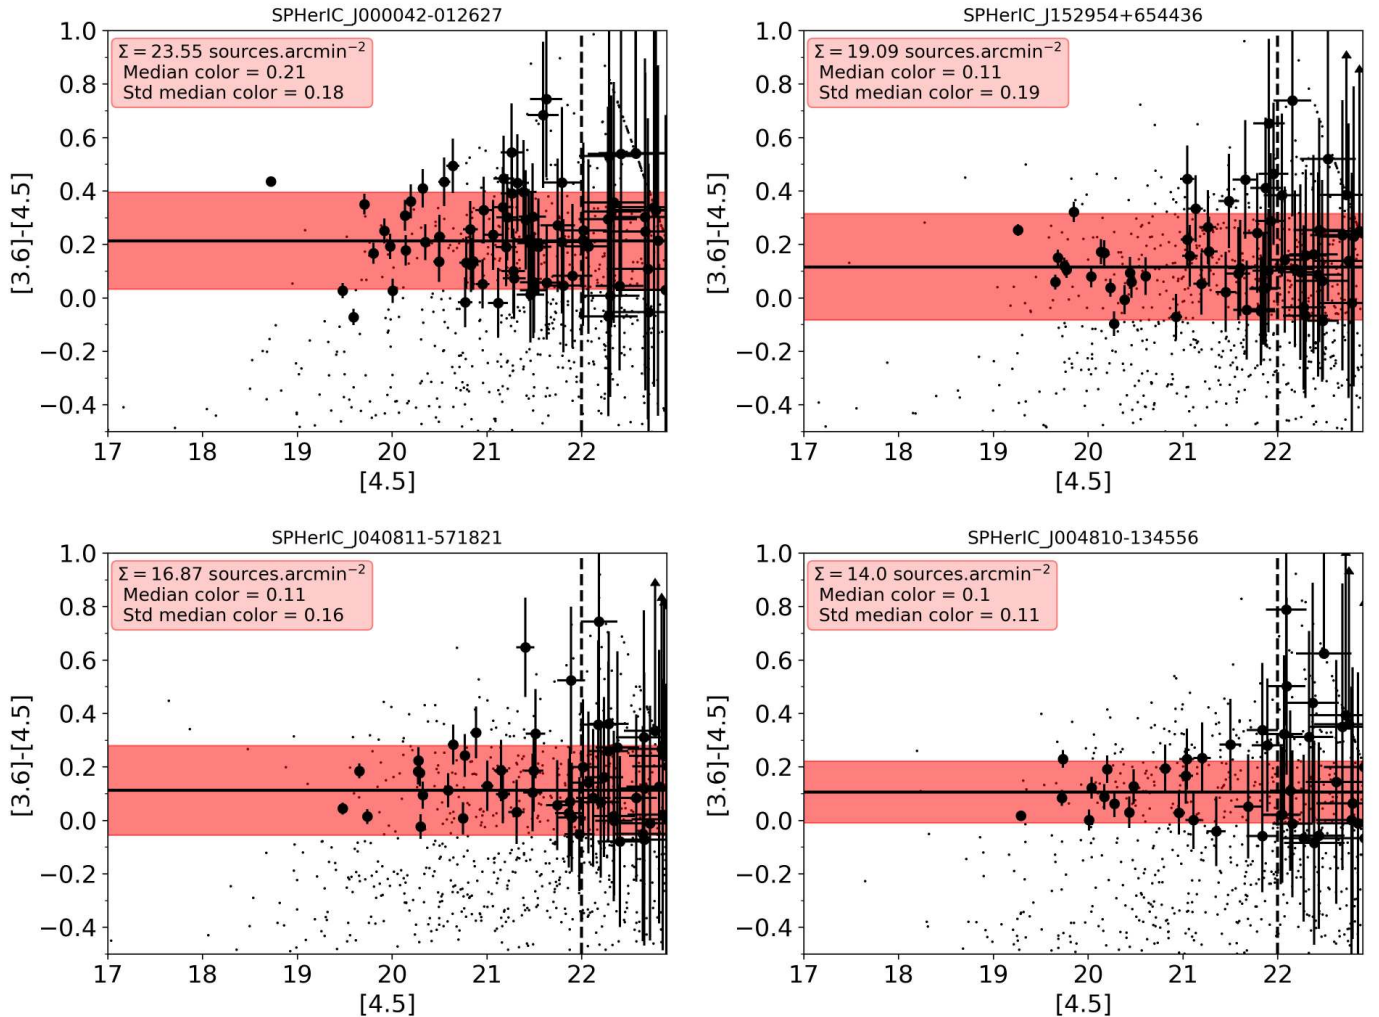 SPHerIC_J000042-012627
Σ = 23.55 sources.arcmin⁻²
Median color = 0.21
Std median color = 0.18
1.0
0.8
0.6
0.4
0.2
0.0
−0.2
−0.4
[3.6]-[4.5]
17 18 19 20 21 22
[4.5]
SPHerIC_J152954+654436
Σ = 19.09 sources.arcmin⁻²
Median color = 0.11
Std median color = 0.19
1.0
0.8
0.6
0.4
0.2
0.0
−0.2
−0.4
[3.6]-[4.5]
17 18 19 20 21 22
[4.5]
SPHerIC_J040811-571821
Σ = 16.87 sources.arcmin⁻²
Median color = 0.11
Std median color = 0.16
1.0
0.8
0.6
0.4
0.2
0.0
−0.2
−0.4
[3.6]-[4.5]
17 18 19 20 21 22
[4.5]
SPHerIC_J004810-134556
Σ = 14.0 sources.arcmin⁻²
Median color = 0.1
Std median color = 0.11
1.0
0.8
0.6
0.4
0.2
0.0
−0.2
−0.4
[3.6]-[4.5]
17 18 19 20 21 22
[4.5]